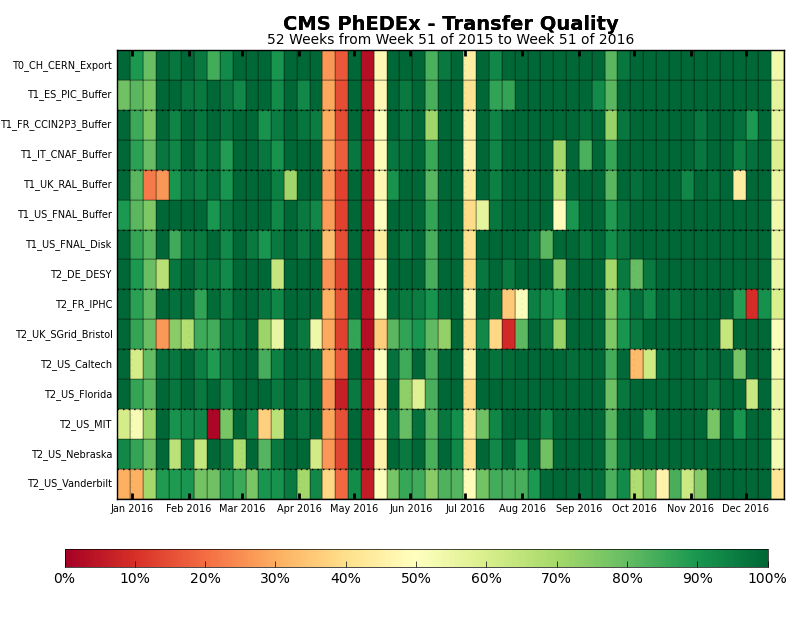 CMS PhEDEx - Transfer Quality
52 Weeks from Week 51 of 2015 to Week 51 of 2016
T0_CH_CERN_Export
T1_ES_PIC_Buffer
T1_FR_CCIN2P3_Buffer
T1_IT_CNAF_Buffer
T1_UK_RAL_Buffer
T1_US_FNAL_Buffer
T1_US_FNAL_Disk
T2_DE_DESY
T2_FR_IPHC
T2_UK_SGrid_Bristol
T2_US_Caltech
T2_US_Florida
T2_US_MIT
T2_US_Nebraska
T2_US_Vanderbilt
Jan 2016 Feb 2016 Mar 2016 Apr 2016 May 2016 Jun 2016 Jul 2016 Aug 2016 Sep 2016 Oct 2016 Nov 2016 Dec 2016
0% 10% 20% 30% 40% 50% 60% 70% 80% 90% 100%